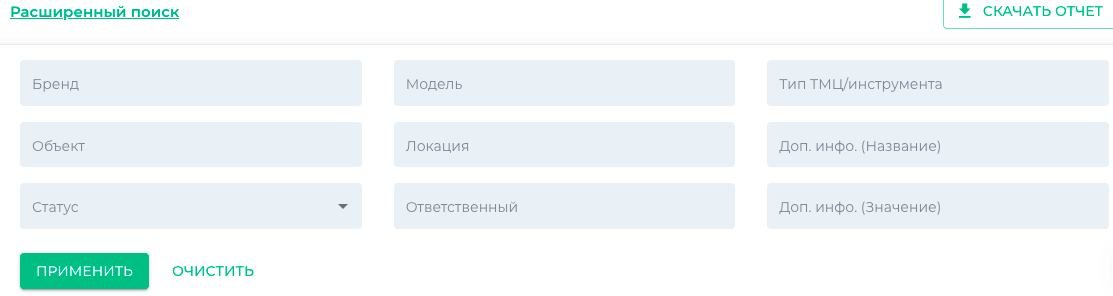 Расширенный поиск
СКАЧАТЬ ОТЧЕТ
Бренд
Модель
Тип ТМЦ/инструмента
Объект
Локация
Доп. инфо. (Название)
Статус
Ответственный
Доп. инфо. (Значение)
ПРИМЕНИТЬ
ОЧИСТИТЬ